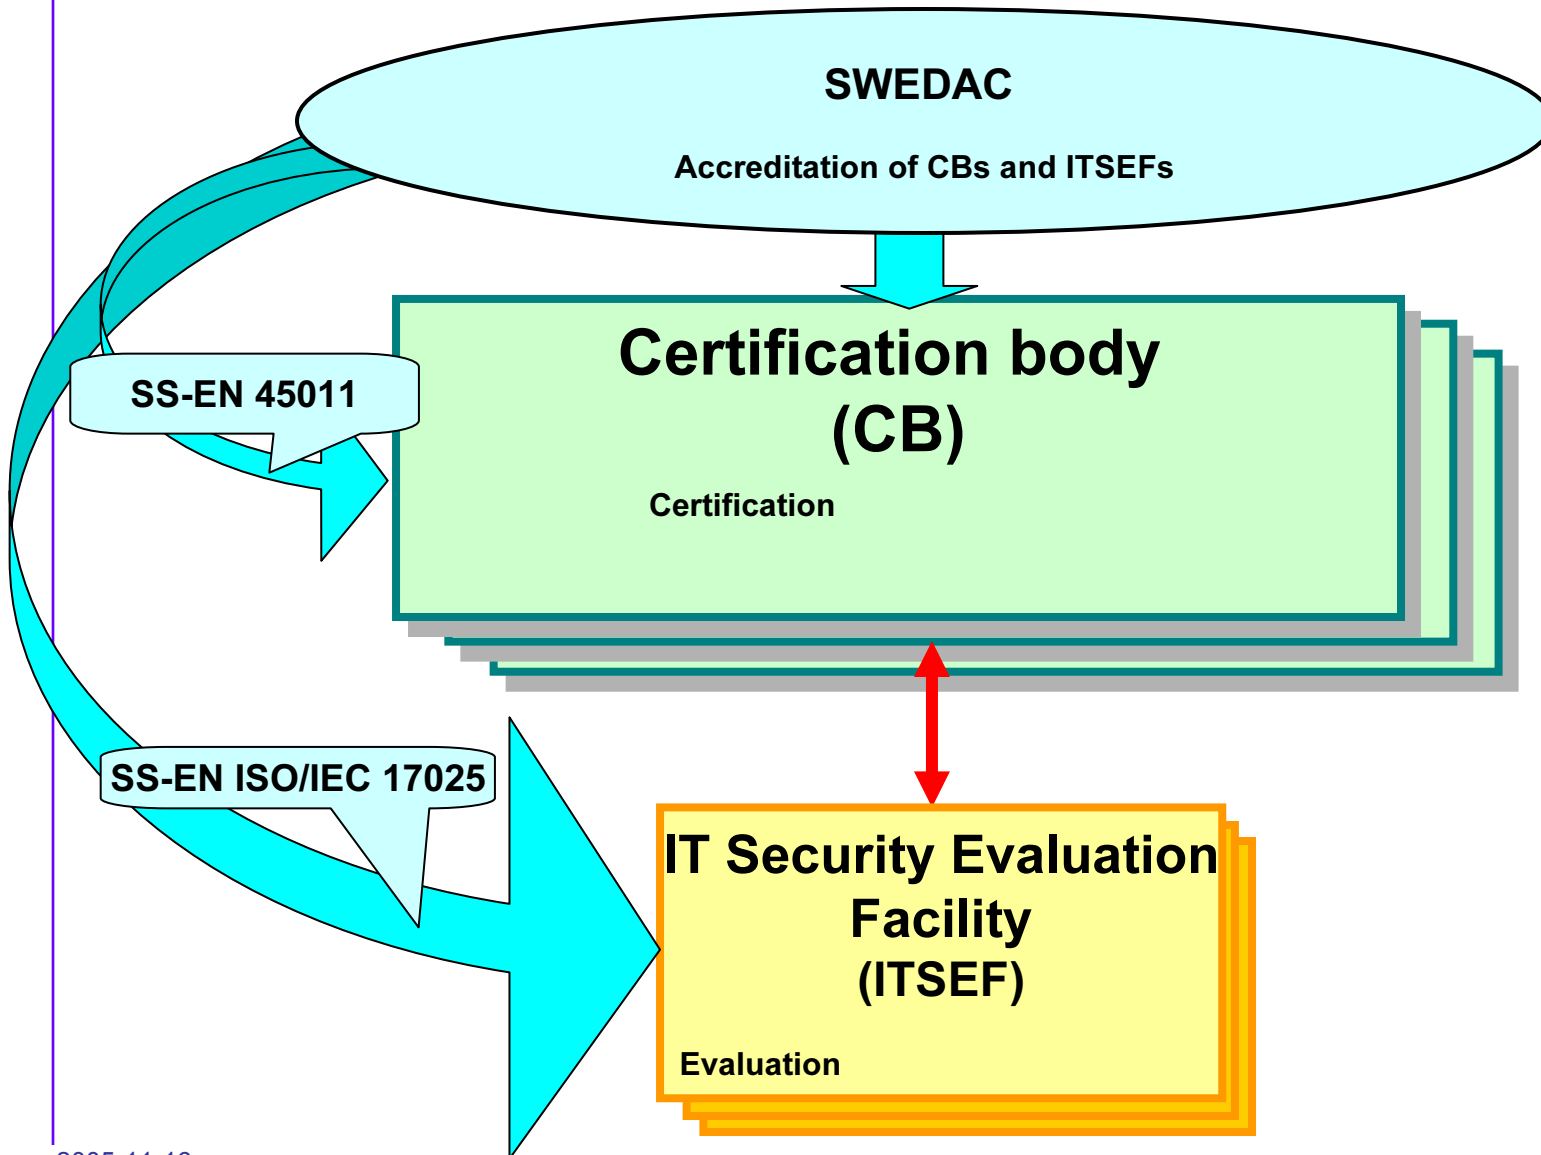 SWEDAC
Accreditation of CBs and ITSEFs
Certification body
(CB)
SS-EN 45011
Certification
SS-EN ISO/IEC 17025
IT Security Evaluation
Facility
(ITSEF)
Evaluation